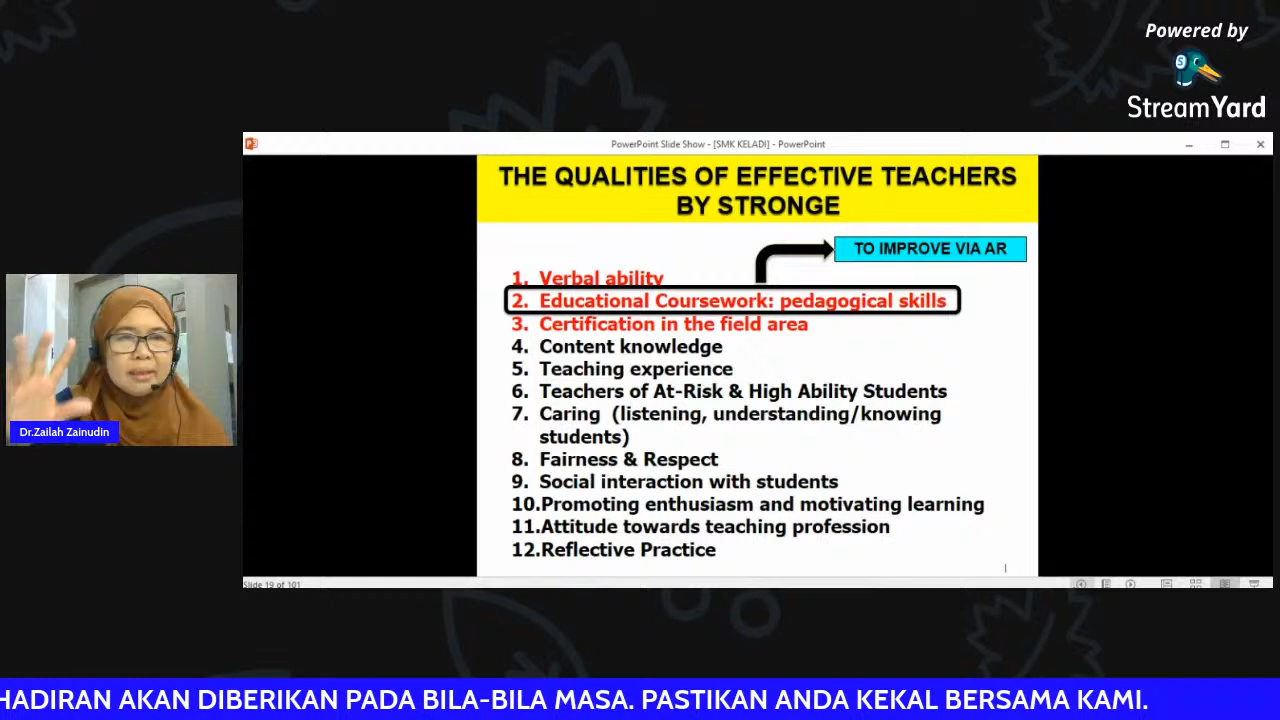 Powered by
StreamYard
PowerPoint Slide Show - [SMK KELADI] - PowerPoint
THE QUALITIES OF EFFECTIVE TEACHERS
BY STRONGE
TO IMPROVE VIA AR
1. Verbal ability
2. Educational Coursework: pedagogical skills
3. Certification in the field area
4. Content knowledge
5. Teaching experience
6. Teachers of At-Risk & High Ability Students
7. Caring (listening, understanding/knowing
students)
8. Fairness & Respect
9. Social interaction with students
10.Promoting enthusiasm and motivating learning
11.Attitude towards teaching profession
12.Reflective Practice
Slide 19 of 101
Dr.Zailah Zainudin
HADIRAN AKAN DIBERIKAN PADA BILA-BILA MASA. PASTIKAN ANDA KEKAL BERSAMA KAMI.